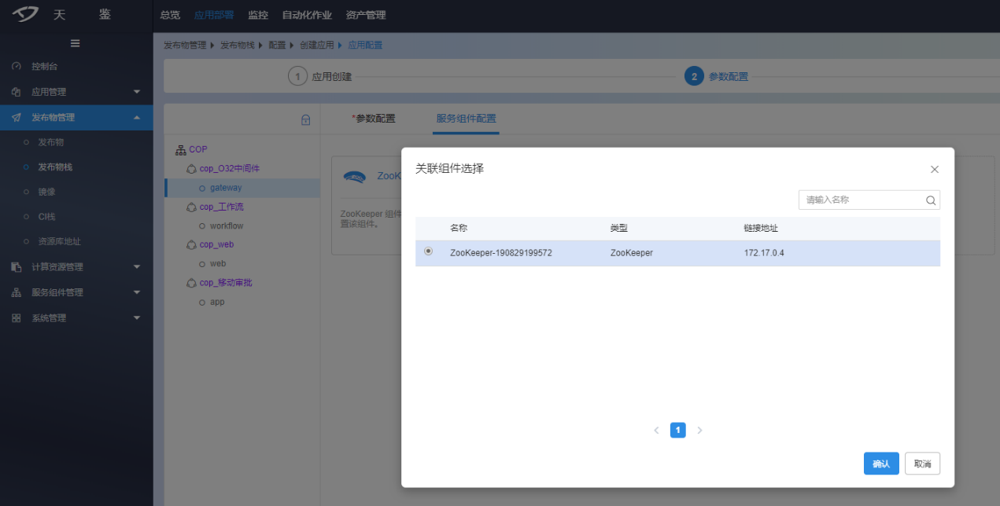 天 鉴
总览 应用部署 监控 自动化作业 资产管理
发布物管理 发布物栈 配置 创建应用 应用配置
控制台
应用管理
发布物管理
发布物
发布物栈
镜像
CI栈
资源库地址
计算资源管理
服务组件管理
系统管理
1 应用创建
2 参数配置
*参数配置 服务组件配置
COP
cop_O32中间件
gateway
cop_工作流
workflow
cop_web
web
cop_移动审批
app
ZooK
ZooKeeper 组件
置该组件。
关联组件选择
请输入名称
名称 类型 链接地址
ZooKeeper-190829199572 ZooKeeper 172.17.0.4
1
确认 取消